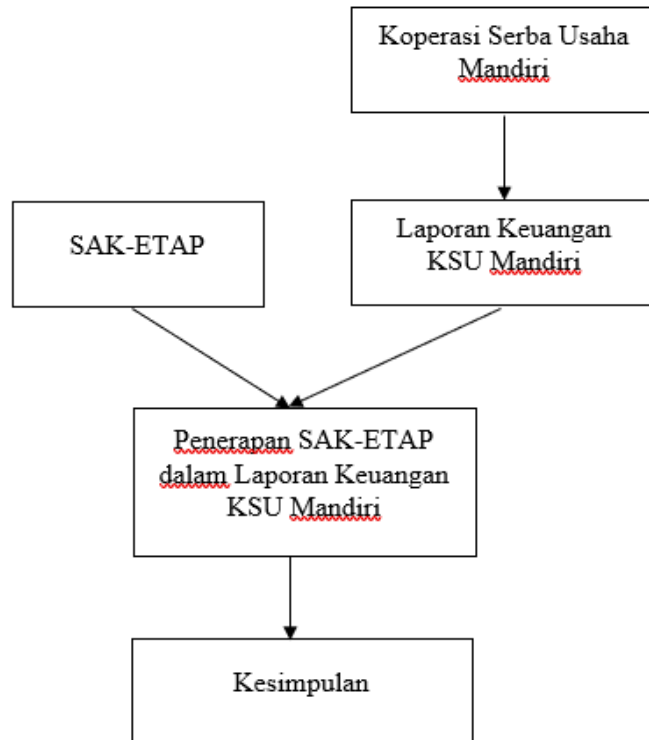 Koperasi Serba Usaha
Mandiri
SAK-ETAP
Laporan Keuangan
KSU Mandiri
Penerapan SAK-ETAP
dalam Laporan Keuangan
KSU Mandiri
Kesimpulan